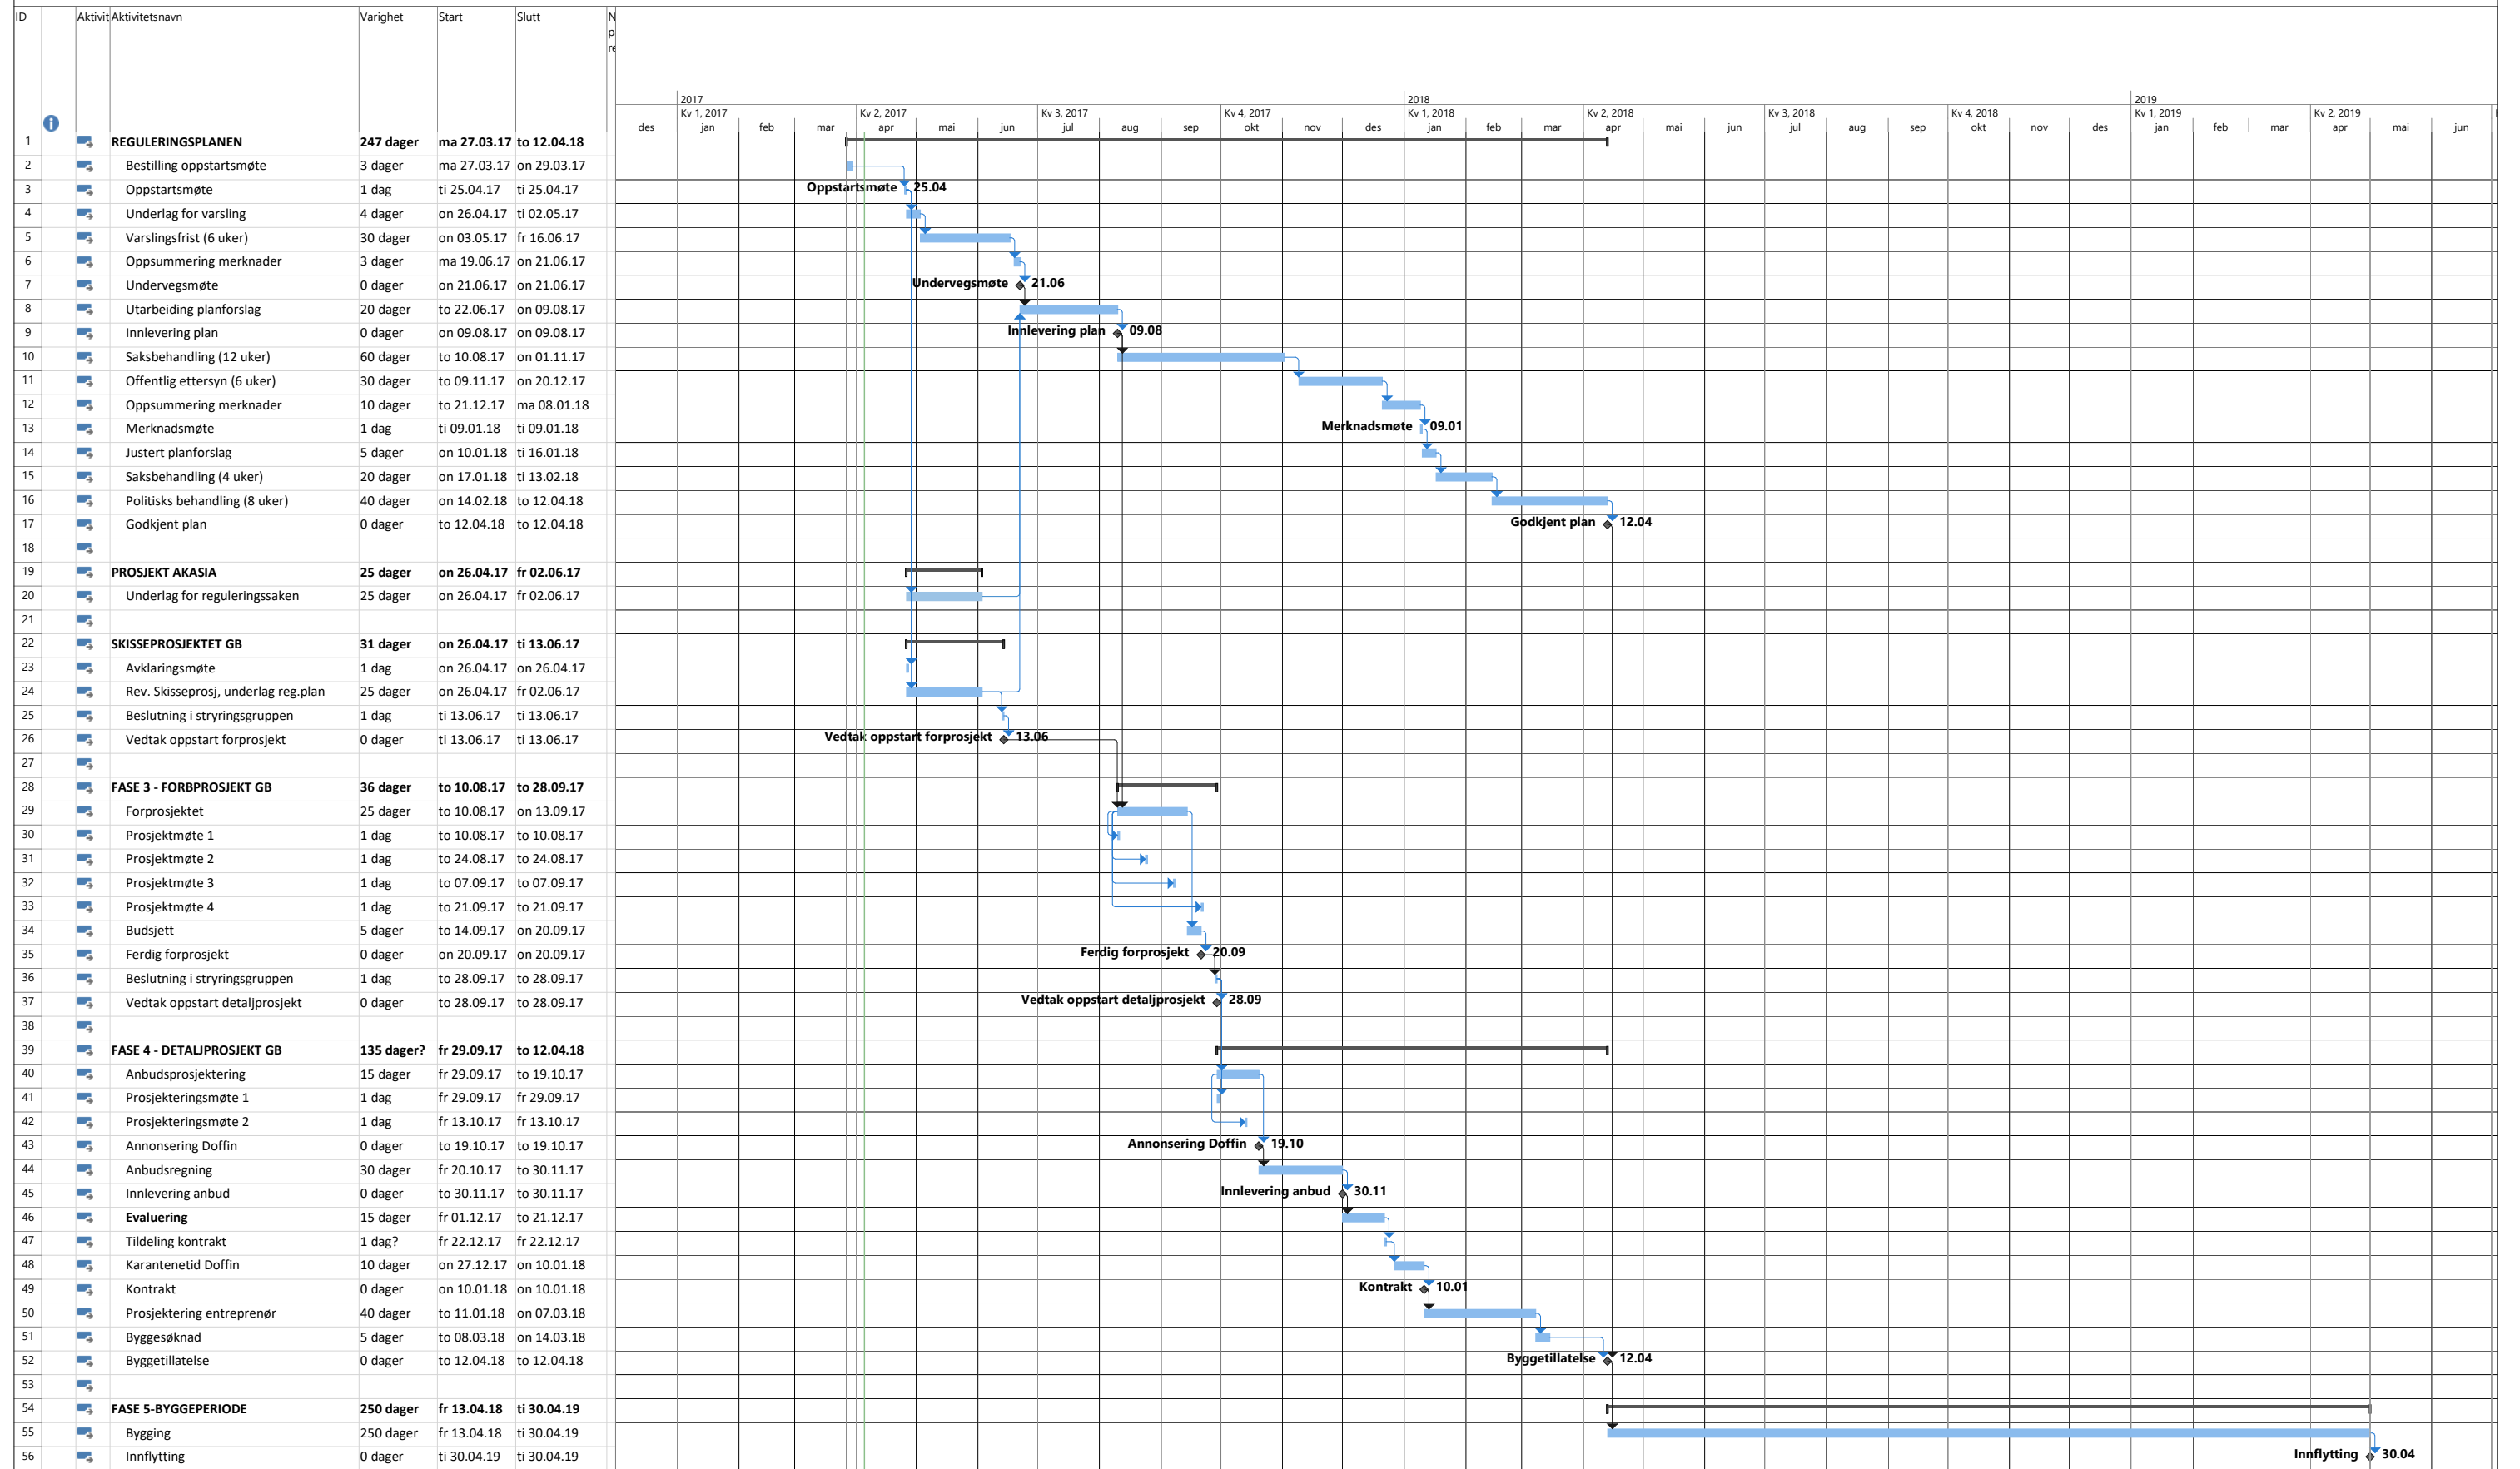 ID Aktivit Aktivitetsnavn Varighet Start Slutt N
p
re
2017 2018 2019
Kv 1, 2017 Kv 2, 2017 Kv 3, 2017 Kv 4, 2017 Kv 1, 2018 Kv 2, 2018 Kv 3, 2018 Kv 4, 2018 Kv 1, 2019 Kv 2, 2019
des jan feb mar apr mai jun jul aug sep okt nov des jan feb mar apr mai jun jul aug sep okt nov des jan feb mar apr mai jun
1 REGULERINGSPLANEN 247 dager ma 27.03.17 to 12.04.18
2 Bestilling oppstartsmøte 3 dager ma 27.03.17 on 29.03.17
3 Oppstartsmøte 1 dag ti 25.04.17 ti 25.04.17 Oppstartsmøte 25.04
4 Underlag for varsling 4 dager on 26.04.17 ti 02.05.17
5 Varslingsfrist (6 uker) 30 dager on 03.05.17 fr 16.06.17
6 Oppsummering merknader 3 dager ma 19.06.17 on 21.06.17
7 Undervegsmøte 0 dager on 21.06.17 on 21.06.17 Undervegsmøte 21.06
8 Utarbeiding planforslag 20 dager to 22.06.17 on 09.08.17
9 Innlevering plan 0 dager on 09.08.17 on 09.08.17 Innlevering plan 09.08
10 Saksbehandling (12 uker) 60 dager to 10.08.17 on 01.11.17
11 Offentlig ettersyn (6 uker) 30 dager to 09.11.17 on 20.12.17
12 Oppsummering merknader 10 dager to 21.12.17 ma 08.01.18
13 Merknadsmøte 1 dag ti 09.01.18 ti 09.01.18 Merknadsmøte 09.01
14 Justert planforslag 5 dager on 10.01.18 ti 16.01.18
15 Saksbehandling (4 uker) 20 dager on 17.01.18 ti 13.02.18
16 Politisks behandling (8 uker) 40 dager on 14.02.18 to 12.04.18
17 Godkjent plan 0 dager to 12.04.18 to 12.04.18 Godkjent plan 12.04
18
19 PROSJEKT AKASIA 25 dager on 26.04.17 fr 02.06.17
20 Underlag for reguleringssaken 25 dager on 26.04.17 fr 02.06.17
21
22 SKISSEPROSJEKTET GB 31 dager on 26.04.17 ti 13.06.17
23 Avklaringsmøte 1 dag on 26.04.17 on 26.04.17
24 Rev. Skisseprosj, underlag reg.plan 25 dager on 26.04.17 fr 02.06.17
25 Beslutning i stryringsgruppen 1 dag ti 13.06.17 ti 13.06.17
26 Vedtak oppstart forprosjekt 0 dager ti 13.06.17 ti 13.06.17 Vedtak oppstart forprosjekt 13.06
27
28 FASE 3 - FORBPROSJEKT GB 36 dager to 10.08.17 to 28.09.17
29 Forprosjektet 25 dager to 10.08.17 on 13.09.17
30 Prosjektmøte 1 1 dag to 10.08.17 to 10.08.17
31 Prosjektmøte 2 1 dag to 24.08.17 to 24.08.17
32 Prosjektmøte 3 1 dag to 07.09.17 to 07.09.17
33 Prosjektmøte 4 1 dag to 21.09.17 to 21.09.17
34 Budsjett 5 dager to 14.09.17 on 20.09.17
35 Ferdig forprosjekt 0 dager on 20.09.17 on 20.09.17 Ferdig forprosjekt 20.09
36 Beslutning i stryringsgruppen 1 dag to 28.09.17 to 28.09.17
37 Vedtak oppstart detaljprosjekt 0 dager to 28.09.17 to 28.09.17 Vedtak oppstart detaljprosjekt 28.09
38
39 FASE 4 - DETALJPROSJEKT GB 135 dager? fr 29.09.17 to 12.04.18
40 Anbudsprosjektering 15 dager fr 29.09.17 to 19.10.17
41 Prosjekteringsmøte 1 1 dag fr 29.09.17 fr 29.09.17
42 Prosjekteringsmøte 2 1 dag fr 13.10.17 fr 13.10.17
43 Annonsering Doffin 0 dager to 19.10.17 to 19.10.17 Annonsering Doffin 19.10
44 Anbudsregning 30 dager fr 20.10.17 to 30.11.17
45 Innlevering anbud 0 dager to 30.11.17 to 30.11.17 Innlevering anbud 30.11
46 Evaluering 15 dager fr 01.12.17 to 21.12.17
47 Tildeling kontrakt 1 dag? fr 22.12.17 fr 22.12.17
48 Karantenetid Doffin 10 dager on 27.12.17 on 10.01.18
49 Kontrakt 0 dager on 10.01.18 on 10.01.18 Kontrakt 10.01
50 Prosjektering entreprenør 40 dager to 11.01.18 on 07.03.18
51 Byggesøknad 5 dager to 08.03.18 on 14.03.18
52 Byggetillatelse 0 dager to 12.04.18 to 12.04.18 Byggetillatelse 12.04
53
54 FASE 5-BYGGEPERIODE 250 dager fr 13.04.18 ti 30.04.19
55 Bygging 250 dager fr 13.04.18 ti 30.04.19
56 Innflytting 0 dager ti 30.04.19 ti 30.04.19 Innflytting 30.04